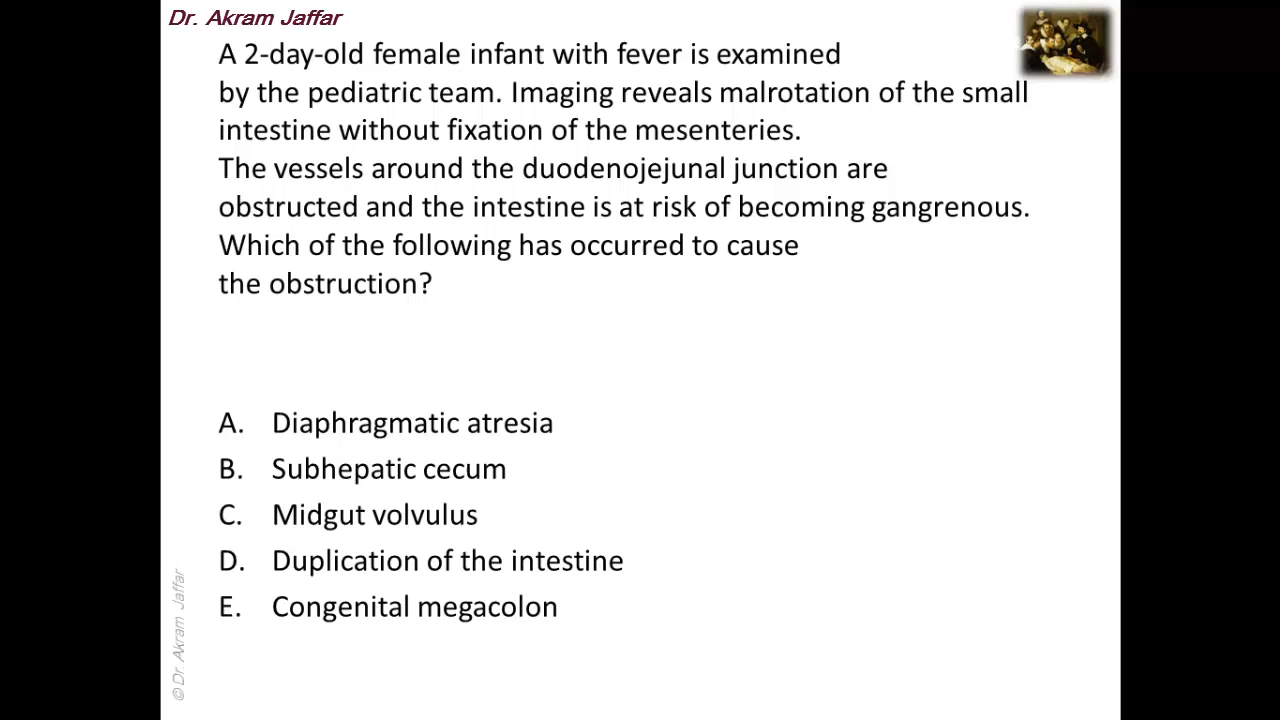 Dr. Akram Jaffar
A 2-day-old female infant with fever is examined
by the pediatric team. Imaging reveals malrotation of the small
intestine without fixation of the mesenteries.
The vessels around the duodenojejunal junction are
obstructed and the intestine is at risk of becoming gangrenous.
Which of the following has occurred to cause
the obstruction?
A. Diaphragmatic atresia
B. Subhepatic cecum
C. Midgut volvulus
D. Duplication of the intestine
E. Congenital megacolon
© Dr. Akram Jaffar